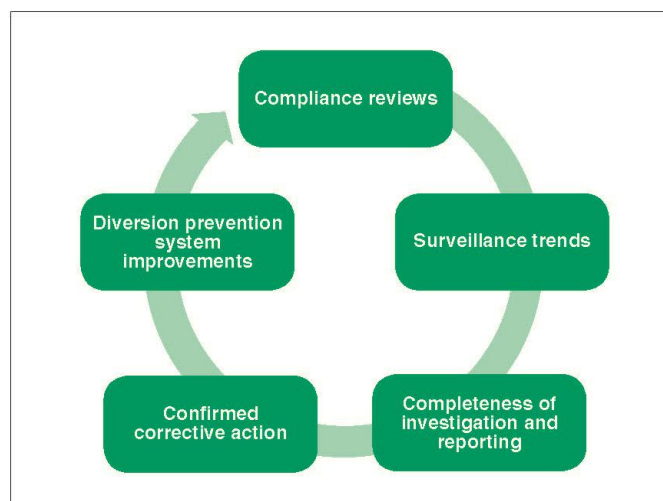 Compliance reviews
Surveillance trends
Completeness of
investigation and
reporting
Confirmed
corrective action
Diversion prevention
system
improvements